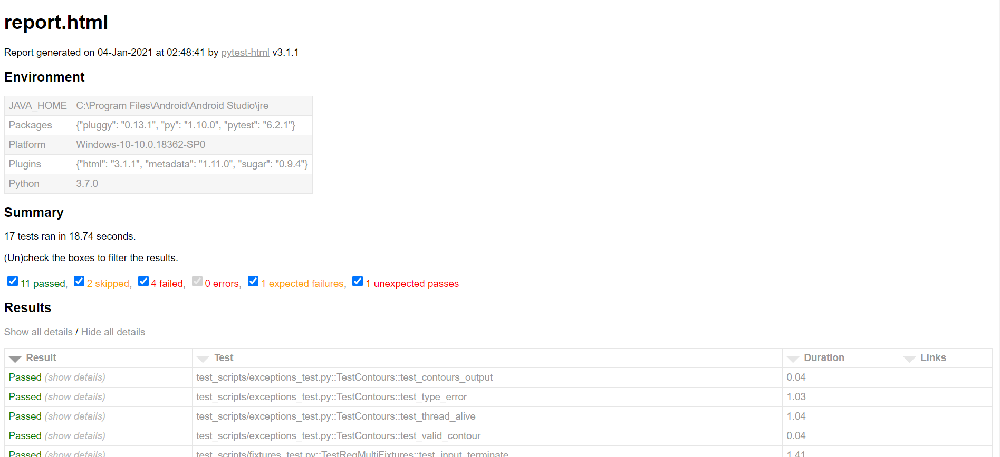 report.html
Report generated on 04-Jan-2021 at 02:48:41 by pytest-html v3.1.1
Environment
JAVA_HOME C:\Program Files\Android\Android Studio\jre
Packages {"pluggy": "0.13.1", "py": "1.10.0", "pytest": "6.2.1"}
Platform Windows-10-10.0.18362-SP0
Plugins {"html": "3.1.1", "metadata": "1.11.0", "sugar": "0.9.4"}
Python 3.7.0
Summary
17 tests ran in 18.74 seconds.
(Un)check the boxes to filter the results.
11 passed, 2 skipped, 4 failed, 0 errors, 1 expected failures, 1 unexpected passes
Results
Show all details / Hide all details
Result Test Duration Links
Passed (show details) test_scripts/exceptions_test.py::TestContours::test_contours_output 0.04
Passed (show details) test_scripts/exceptions_test.py::TestContours::test_type_error 1.03
Passed (show details) test_scripts/exceptions_test.py::TestContours::test_thread_alive 1.04
Passed (show details) test_scripts/exceptions_test.py::TestContours::test_valid_contour 0.04
Passed (show details) test_scripts/fixtures_test.py::TestReqMultiFixtures::test_input_terminate 1.41